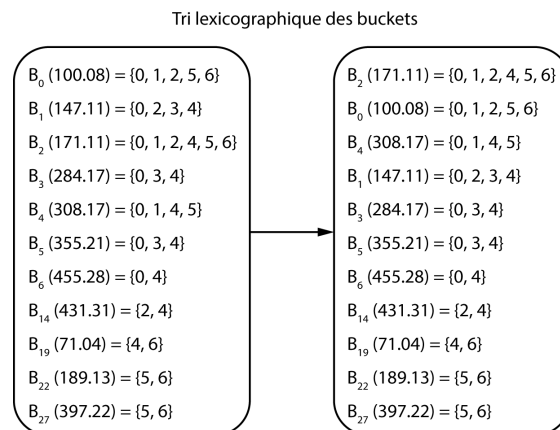 Tri lexicographique des buckets
B₀ (100.08) = {0, 1, 2, 5, 6}
B₁ (147.11) = {0, 2, 3, 4}
B₂ (171.11) = {0, 1, 2, 4, 5, 6}
B₃ (284.17) = {0, 3, 4}
B₄ (308.17) = {0, 1, 4, 5}
B₅ (355.21) = {0, 3, 4}
B₆ (455.28) = {0, 4}
B₁₄ (431.31) = {2, 4}
B₁₉ (71.04) = {4, 6}
B₂₂ (189.13) = {5, 6}
B₂₇ (397.22) = {5, 6}
B₂ (171.11) = {0, 1, 2, 4, 5, 6}
B₀ (100.08) = {0, 1, 2, 5, 6}
B₄ (308.17) = {0, 1, 4, 5}
B₁ (147.11) = {0, 2, 3, 4}
B₃ (284.17) = {0, 3, 4}
B₅ (355.21) = {0, 3, 4}
B₆ (455.28) = {0, 4}
B₁₄ (431.31) = {2, 4}
B₁₉ (71.04) = {4, 6}
B₂₂ (189.13) = {5, 6}
B₂₇ (397.22) = {5, 6}